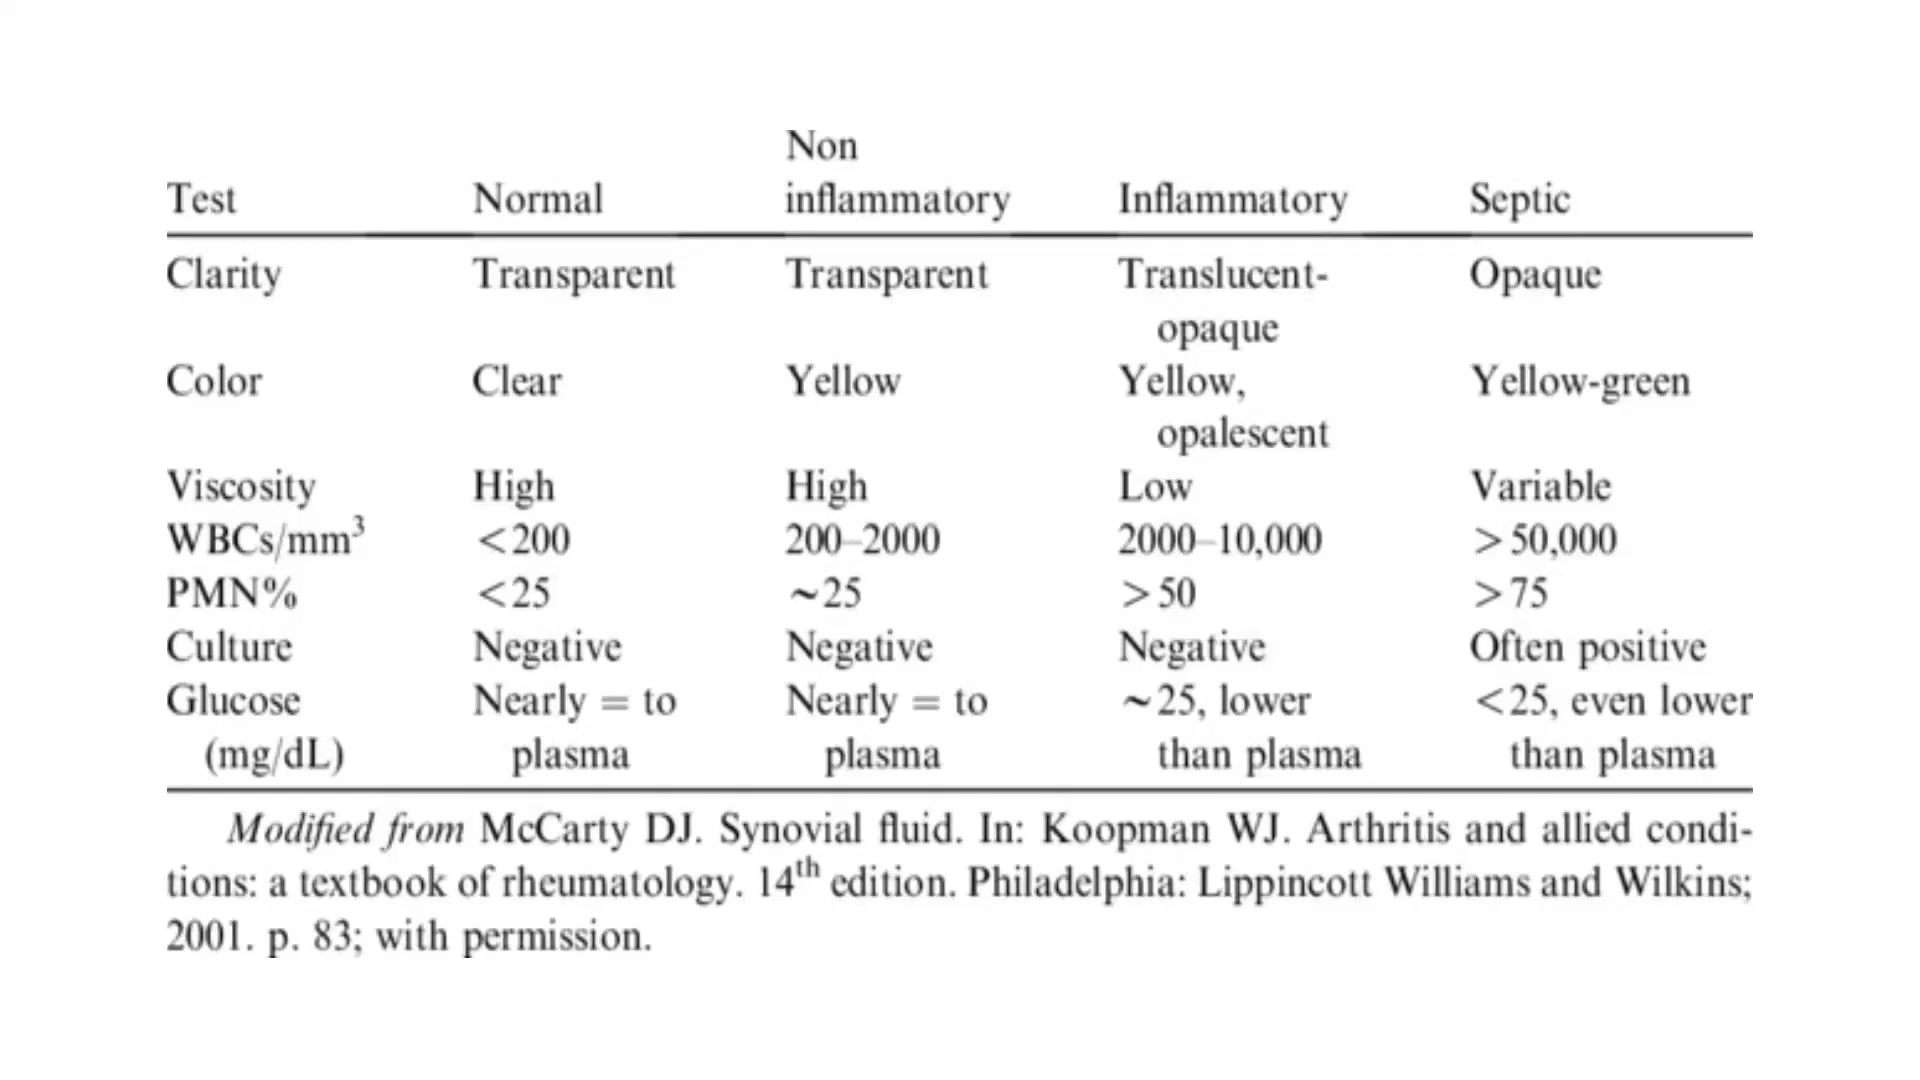 Non
Test Normal inflammatory Inflammatory Septic
Clarity Transparent Transparent Translucent- Opaque
opaque
Color Clear Yellow Yellow, Yellow-green
opalescent
Viscosity High High Low Variable
WBCs/mm³ <200 200–2000 2000–10,000 >50,000
PMN% <25 ~25 >50 >75
Culture Negative Negative Negative Often positive
Glucose Nearly = to Nearly = to ~25, lower <25, even lower
(mg/dL) plasma plasma than plasma than plasma
Modified from McCarty DJ. Synovial fluid. In: Koopman WJ. Arthritis and allied condi-
tions: a textbook of rheumatology. 14th edition. Philadelphia: Lippincott Williams and Wilkins;
2001. p. 83; with permission.